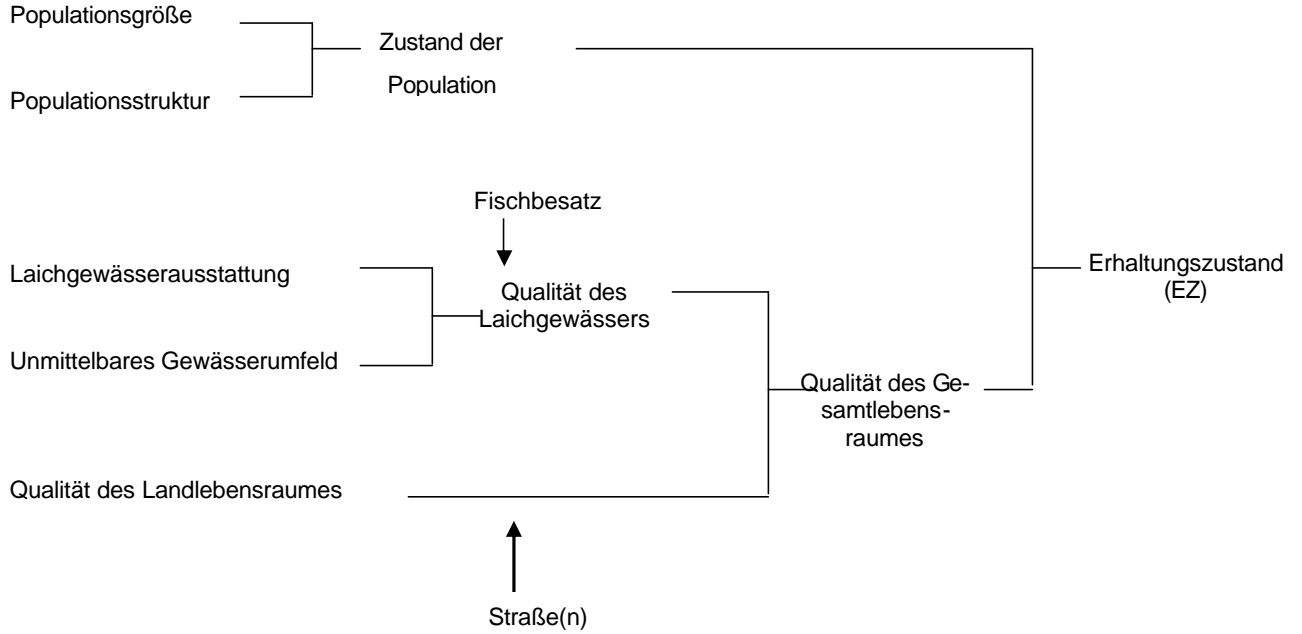 Populationsgröße
Zustand der
Population
Populationsstruktur
Fischbesatz
Laichgewässerausstattung
Qualität des
Laichgewässers
Erhaltungszustand
(EZ)
Unmittelbares Gewässerumfeld
Qualität des Ge-
samtlebens-
raumes
Qualität des Landlebensraumes
Straße(n)